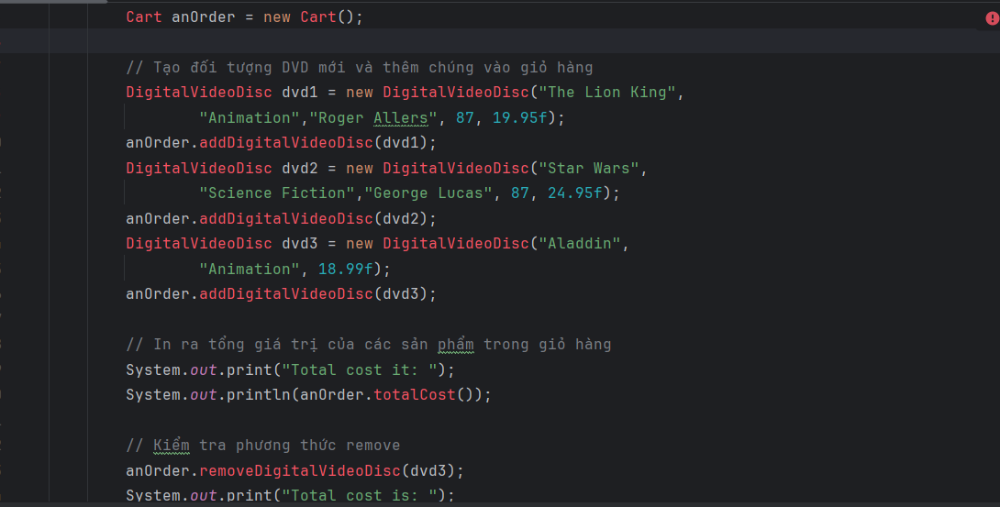 Cart anOrder = new Cart();
// Tạo đối tượng DVD mới và thêm chúng vào giỏ hàng
DigitalVideoDisc dvd1 = new DigitalVideoDisc("The Lion King",
"Animation","Roger Allers", 87, 19.95f);
anOrder.addDigitalVideoDisc(dvd1);
DigitalVideoDisc dvd2 = new DigitalVideoDisc("Star Wars",
"Science Fiction","George Lucas", 87, 24.95f);
anOrder.addDigitalVideoDisc(dvd2);
DigitalVideoDisc dvd3 = new DigitalVideoDisc("Aladdin",
"Animation", 18.99f);
anOrder.addDigitalVideoDisc(dvd3);
// In ra tổng giá trị của các sản phẩm trong giỏ hàng
System.out.print("Total cost it: ");
System.out.println(anOrder.totalCost());
// Kiểm tra phương thức remove
anOrder.removeDigitalVideoDisc(dvd3);
System.out.print("Total cost is: ");